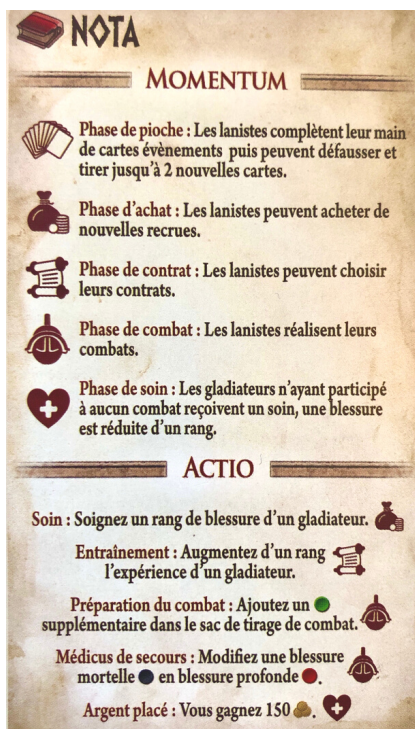 NOTA
MOMENTUM
Phase de pioche : Les lanistes complètent leur main
de cartes évènements puis peuvent défausser et
tirer jusqu'à 2 nouvelles cartes.
Phase d'achat : Les lanistes peuvent acheter de
nouvelles recrues.
Phase de contrat : Les lanistes peuvent choisir
leurs contrats.
Phase de combat : Les lanistes réalisent leurs
combats.
Phase de soin : Les gladiateurs n'ayant participé
à aucun combat reçoivent un soin, une blessure
est réduite d'un rang.
ACTIO
Soin : Soignez un rang de blessure d'un gladiateur.
Entraînement : Augmentez d'un rang
l'expérience d'un gladiateur.
Préparation du combat : Ajoutez un
supplémentaire dans le sac de tirage de combat.
Médicus de secours : Modifiez une blessure
mortelle en blessure profonde .
Argent placé : Vous gagnez 150 .